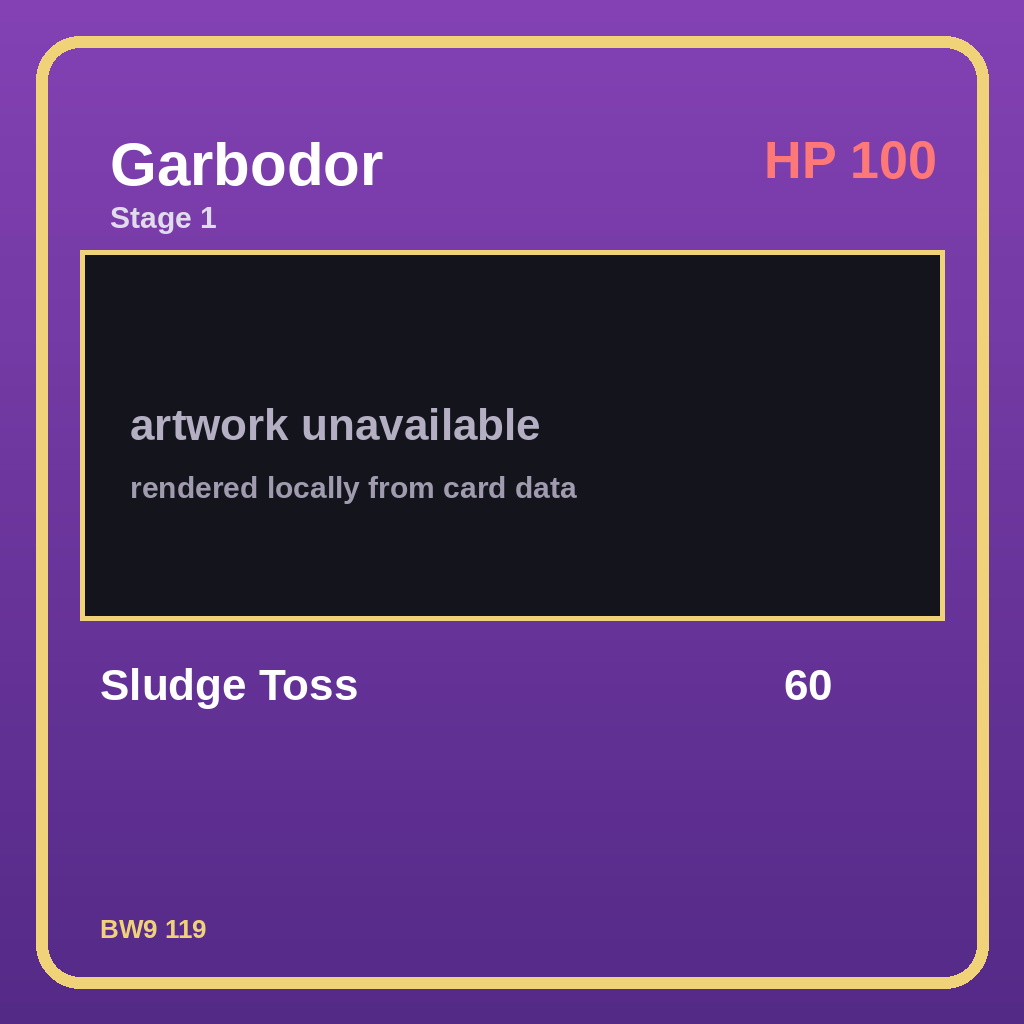 Garbodor
HP 100
Stage 1
artwork unavailable
rendered locally from card data
Sludge Toss 60
BW9 119